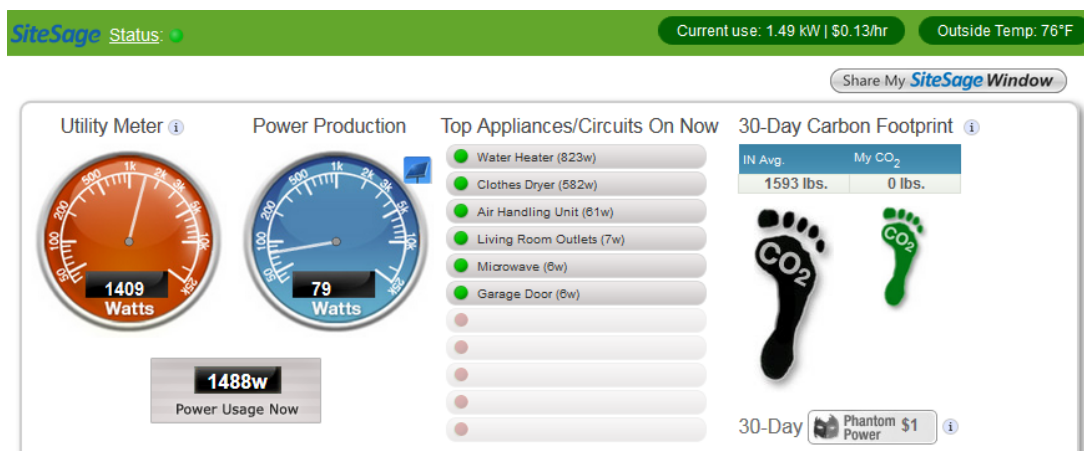 SiteSage Status:
Current use: 1.49 kW | $0.13/hr
Outside Temp: 76°F
Share My SiteSage Window
Utility Meter i
Power Production
Top Appliances/Circuits On Now
30-Day Carbon Footprint i
50 100 200 500 1k 2k 3k 5k 10k 25k
1409
Watts
50 100 200 500 1k 2k 3k 5k 10k 25k
79
Watts
1488w
Power Usage Now
Water Heater (823w)
Clothes Dryer (582w)
Air Handling Unit (61w)
Living Room Outlets (7w)
Microwave (6w)
Garage Door (6w)
IN Avg. My CO2
1593 lbs. 0 lbs.
CO2
CO2
30-Day Phantom Power $1 i